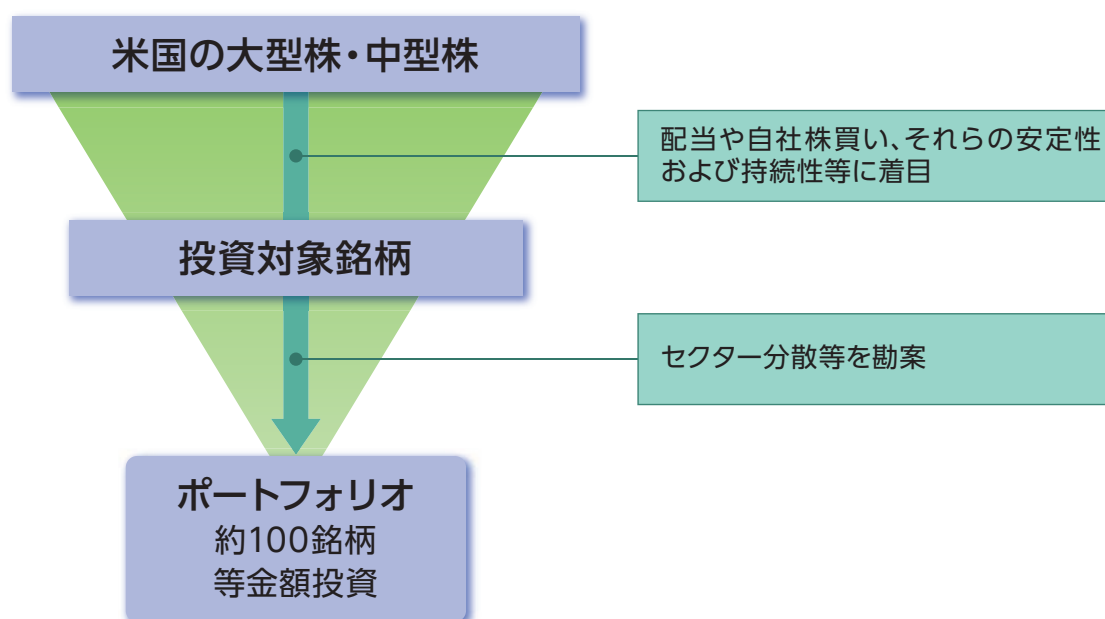 米国の大型株・中型株
配当や自社株買い、それらの安定性
および持続性等に着目
投資対象銘柄
セクター分散等を勘案
ポートフォリオ
約100銘柄
等金額投資